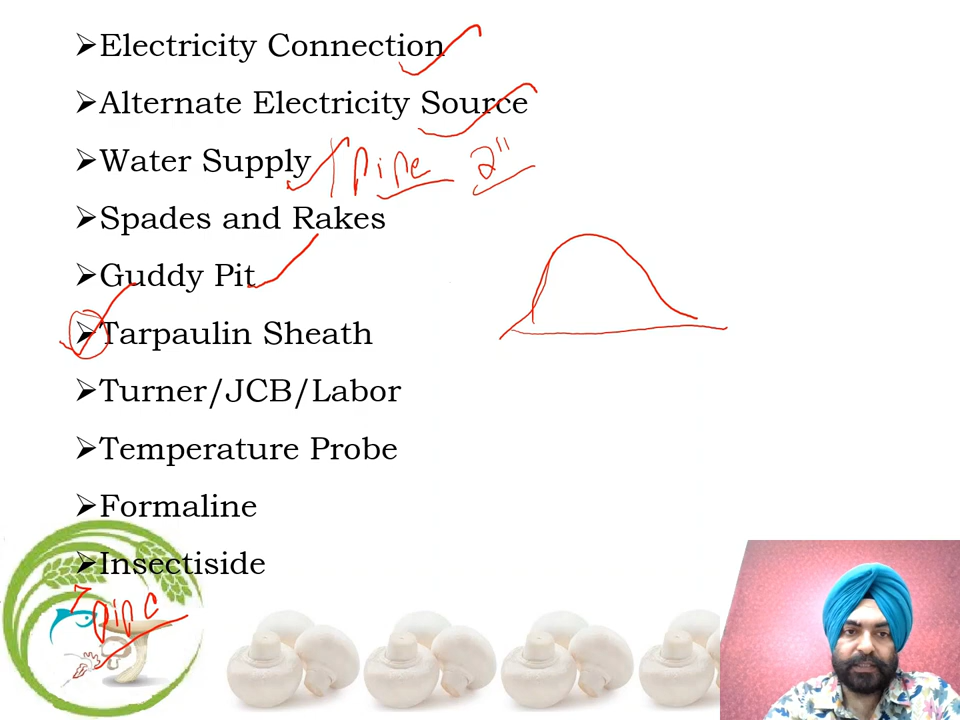 ➢Electricity Connection
➢Alternate Electricity Source
➢Water Supply pipe 2"
➢Spades and Rakes
➢Guddy Pit
➢Tarpaulin Sheath
➢Turner/JCB/Labor
➢Temperature Probe
➢Formaline
➢Insectiside